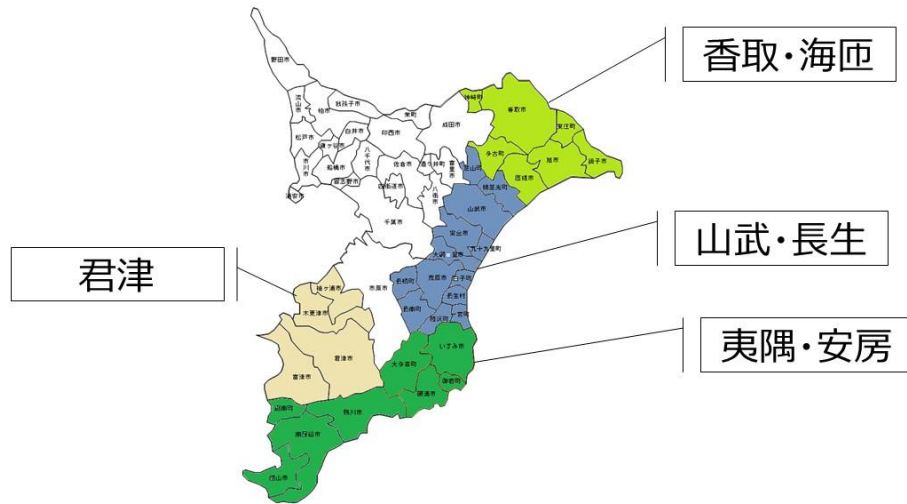 香取・海匝
山武・長生
君津
夷隅・安房
野田市
流山市
柏市
我孫子市
栄町
成田市
神崎町
香取市
東庄町
松戸市
鎌ヶ谷市
白井市
印西市
多古町
旭市
銚子市
市川市
船橋市
八千代市
佐倉市
酒々井町
富里市
芝山町
匝瑳市
浦安市
習志野市
四街道市
八街市
横芝光町
山武市
千葉市
東金市
九十九里町
大網白里市
市原市
長柄町
茂原市
白子町
袖ヶ浦市
長南町
長生村
木更津市
睦沢町
一宮町
君津市
富津市
大多喜町
いすみ市
御宿町
勝浦市
鋸南町
鴨川市
南房総市
館山市